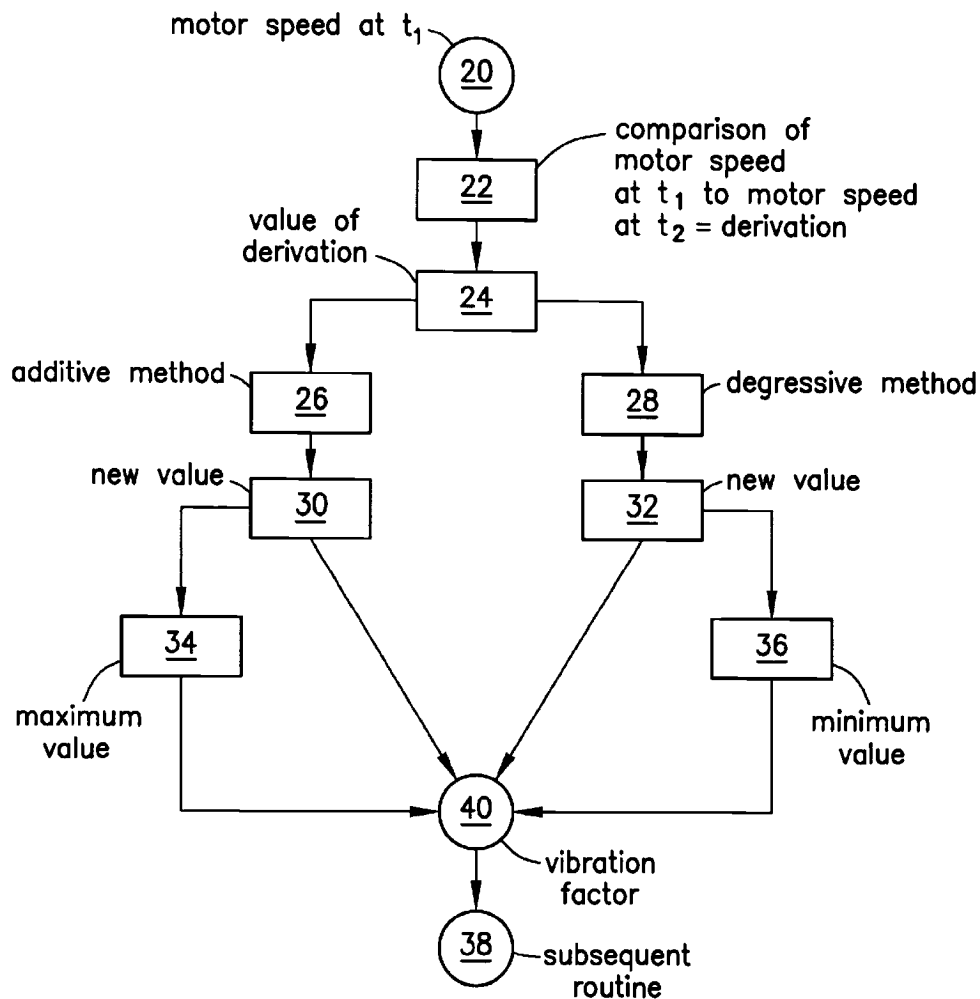 motor speed at t₁
20
comparison of
motor speed
at t₁ to motor speed
at t₂ = derivation
22
value of
derivation
24
additive method
26
28
degressive method
new value
30
32
new value
34
36
maximum
value
minimum
value
40
vibration
factor
38
subsequent
routine